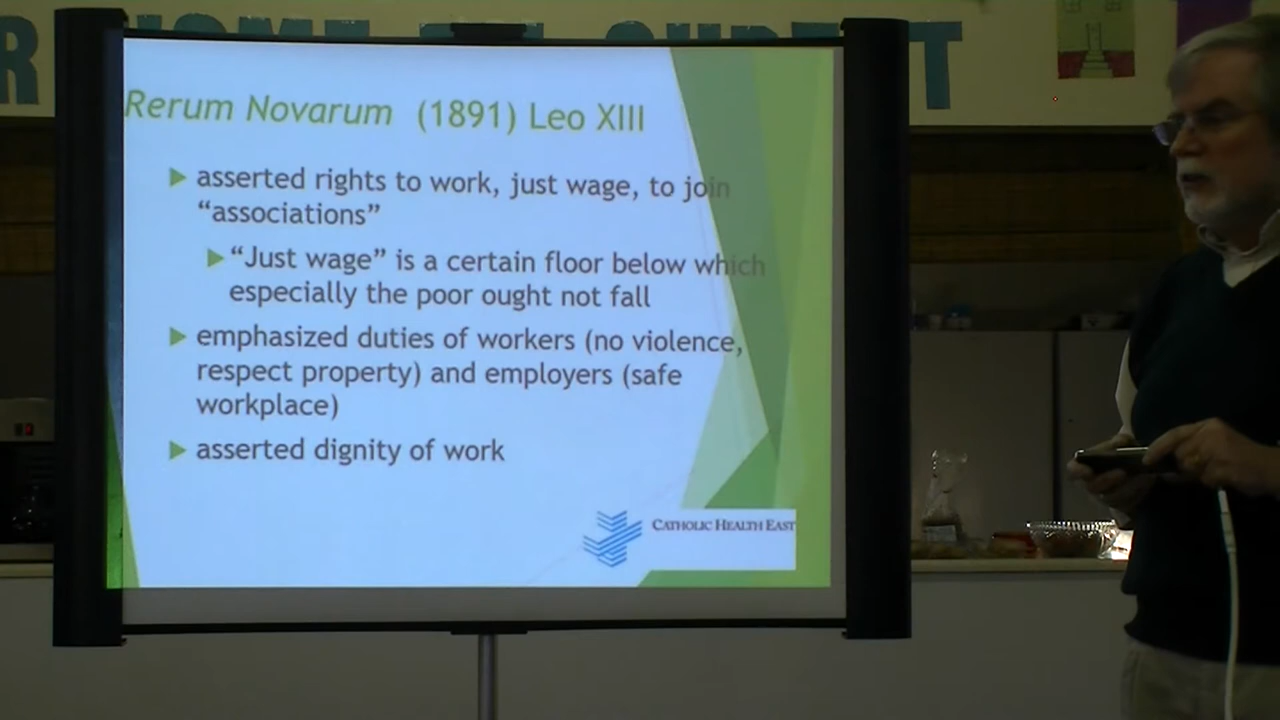 Rerum Novarum (1891) Leo XIII
asserted rights to work, just wage, to join
“associations”
“Just wage” is a certain floor below which
especially the poor ought not fall
emphasized duties of workers (no violence,
respect property) and employers (safe
workplace)
asserted dignity of work
CATHOLIC HEALTH EAST